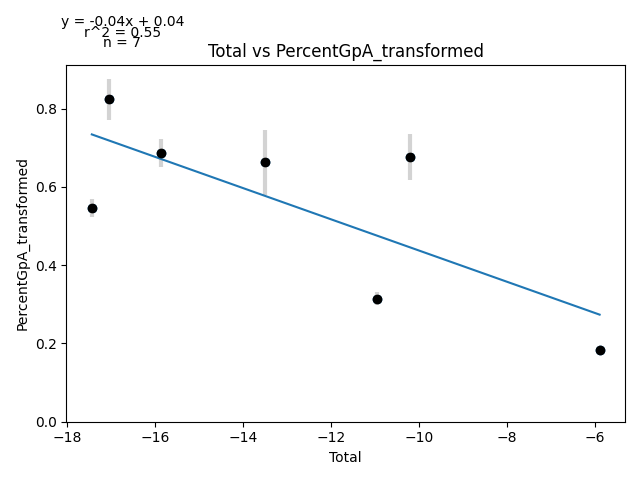 y = -0.04x + 0.04
r^2 = 0.55
n = 7
Total vs PercentGpA_transformed
PercentGpA_transformed
0.8
0.6
0.4
0.2
0.0
−18 −16 −14 −12 −10 −8 −6
Total